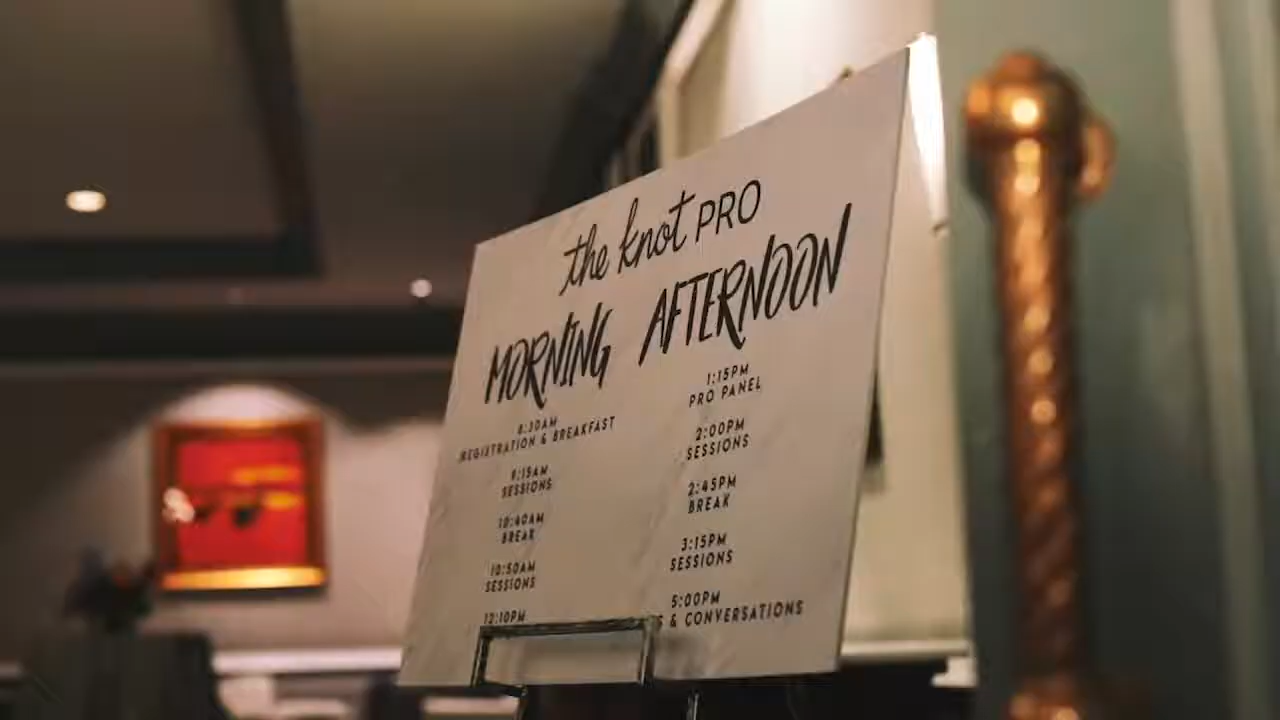 the knot PRO
MORNING
8:30AM
REGISTRATION & BREAKFAST
9:15AM
SESSIONS
10:40AM
BREAK
10:50AM
SESSIONS
12:10PM
AFTERNOON
1:15PM
PRO PANEL
2:00PM
SESSIONS
2:45PM
BREAK
3:15PM
SESSIONS
5:00PM
& CONVERSATIONS